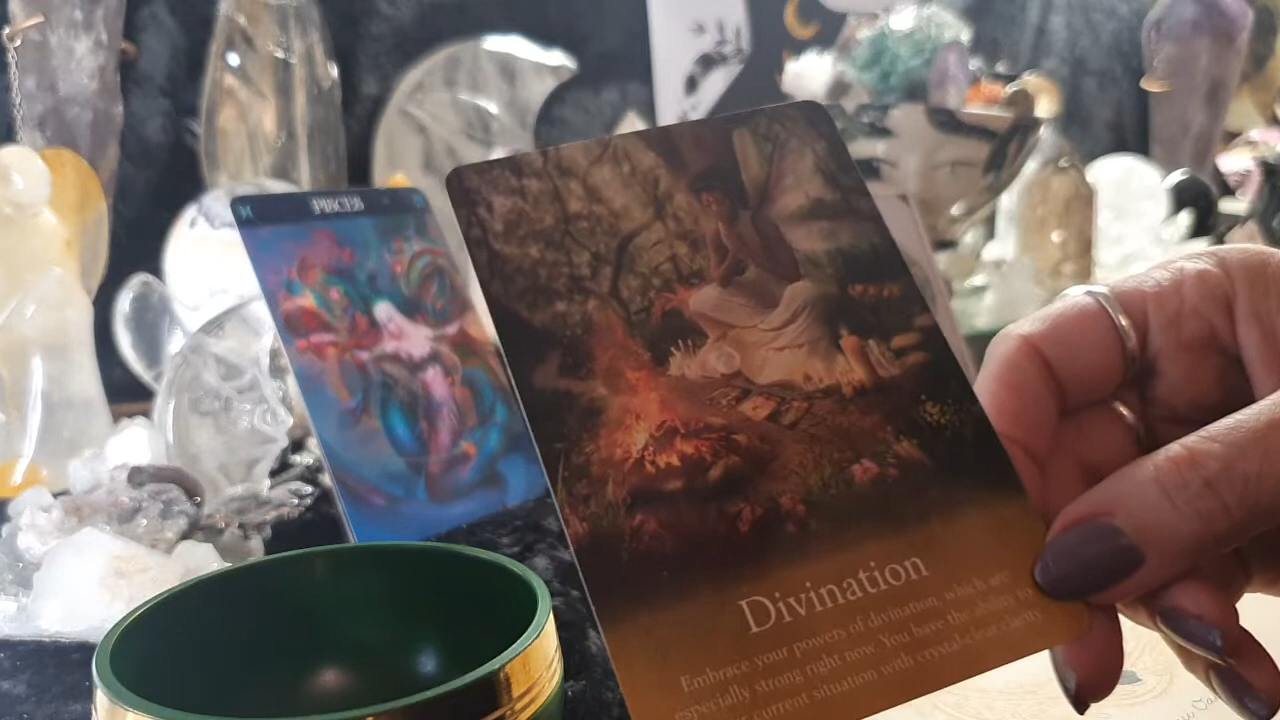 PISCES
Divination
Embrace your powers of divination, which are
especially strong right now. You have the ability to
current situation with crystal-clear clarity